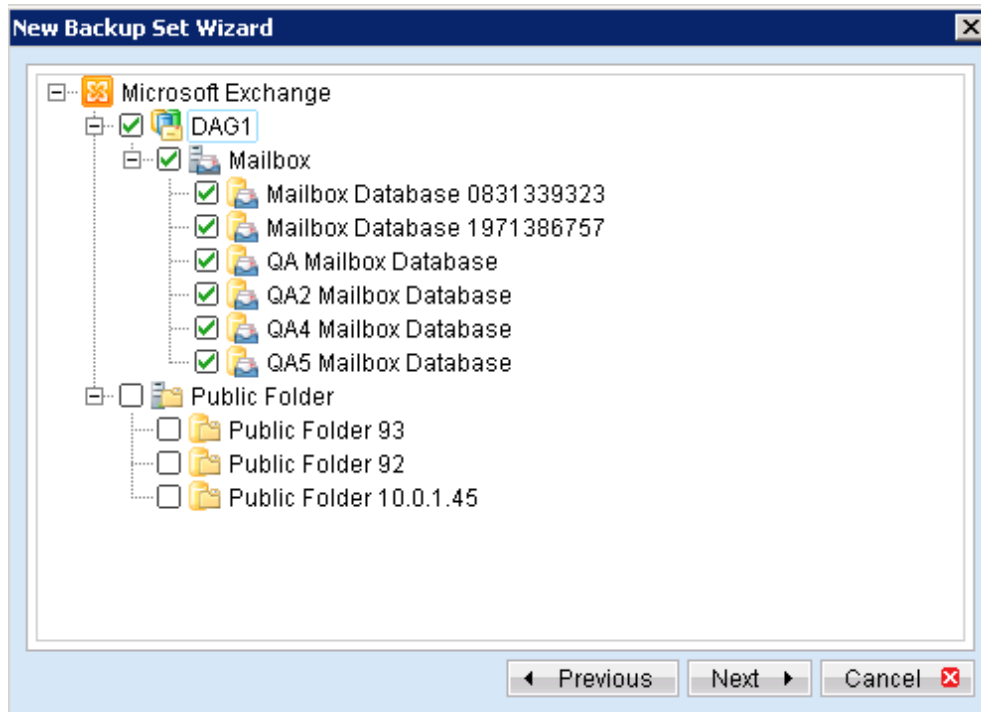 New Backup Set Wizard
Microsoft Exchange
DAG1
Mailbox
Mailbox Database 0831339323
Mailbox Database 1971386757
QA Mailbox Database
QA2 Mailbox Database
QA4 Mailbox Database
QA5 Mailbox Database
Public Folder
Public Folder 93
Public Folder 92
Public Folder 10.0.1.45
Previous Next Cancel